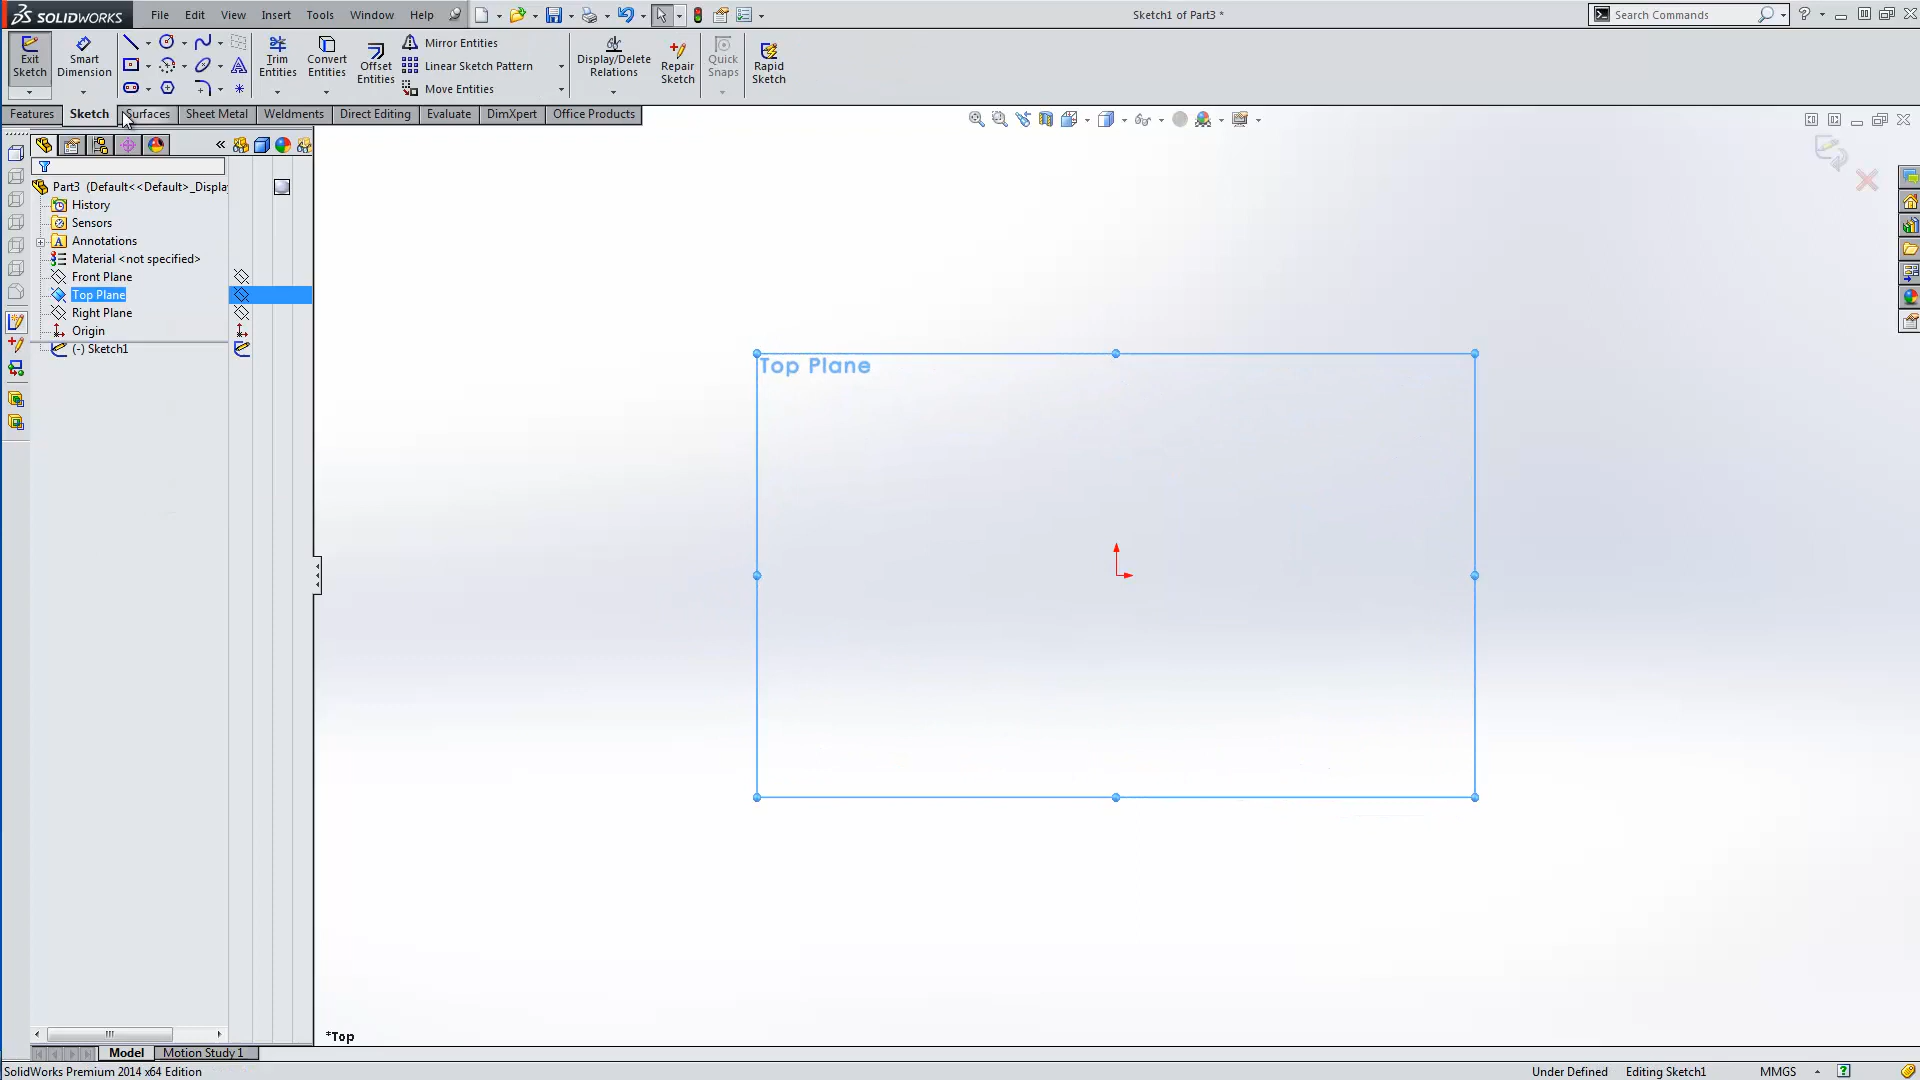 SOLIDWORKS File Edit View Insert Tools Window Help Sketch1 of Part3 * Search Commands
Exit Sketch Smart Dimension Trim Entities Convert Entities Offset Entities Mirror Entities Display/Delete Relations Repair Sketch Quick Snaps Rapid Sketch
Linear Sketch Pattern
Move Entities
Features Sketch Surfaces Sheet Metal Weldments Direct Editing Evaluate DimXpert Office Products
Part3 (Default<<Default>_Displa
History
Sensors
Annotations
Material <not specified>
Front Plane
Top Plane
Right Plane
Origin
(-) Sketch1
Top Plane
*Top
Model Motion Study 1
SolidWorks Premium 2014 x64 Edition Under Defined Editing Sketch1 MMGS